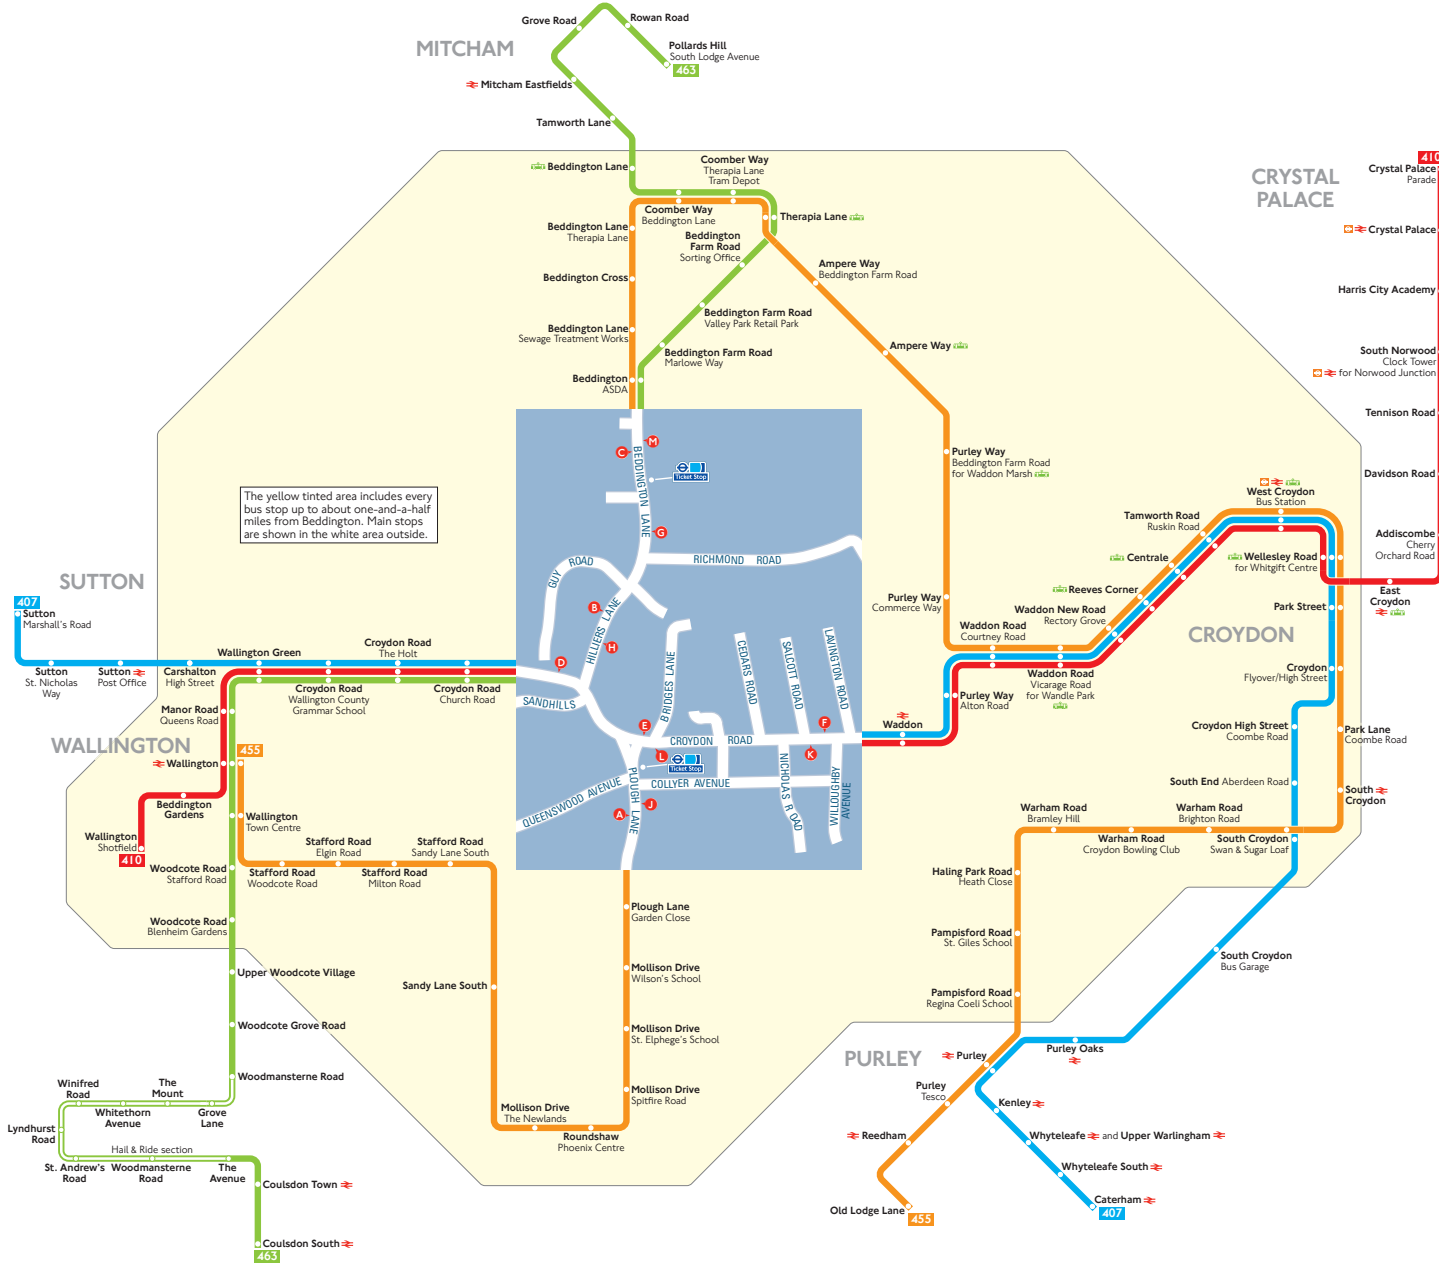 Grove Road
Rowan Road
MITCHAM
Pollards Hill
South Lodge Avenue
463
Mitcham Eastfields
Tamworth Lane
Beddington Lane
Coomber Way
Therapia Lane
Tram Depot
Coomber Way
Beddington Lane
Therapia Lane
Beddington Lane
Therapia Lane
Beddington
Farm Road
Sorting Office
Ampere Way
Beddington Farm Road
Beddington Cross
Beddington Farm Road
Valley Park Retail Park
Beddington Lane
Sewage Treatment Works
Ampere Way
Beddington Farm Road
Marlowe Way
Beddington
ASDA
410
Crystal Palace
Parade
CRYSTAL
PALACE
Crystal Palace
Harris City Academy
South Norwood
Clock Tower
for Norwood Junction
Tennison Road
Davidson Road
Addiscombe
Cherry
Orchard Road
East
Croydon
Purley Way
Beddington Farm Road
for Waddon Marsh
West Croydon
Bus Station
Tamworth Road
Ruskin Road
Centrale
Wellesley Road
for Whitgift Centre
Reeves Corner
Purley Way
Commerce Way
Waddon New Road
Rectory Grove
Park Street
Waddon Road
Courtney Road
CROYDON
Waddon Road
Vicarage Road
for Wandle Park
Croydon
Flyover/High Street
Purley Way
Alton Road
Waddon
Croydon High Street
Coombe Road
Park Lane
Coombe Road
South End Aberdeen Road
South
Croydon
Warham Road
Bramley Hill
Warham Road
Brighton Road
Warham Road
Croydon Bowling Club
South Croydon
Swan & Sugar Loaf
Haling Park Road
Heath Close
Pampisford Road
St. Giles School
South Croydon
Bus Garage
Pampisford Road
Regina Coeli School
PURLEY
Purley
Purley Oaks
Purley
Tesco
Kenley
Reedham
Whyteleafe and Upper Warlingham
Whyteleafe South
Old Lodge Lane
455
Caterham
407
The yellow tinted area includes every
bus stop up to about one-and-a-half
miles from Beddington. Main stops
are shown in the white area outside.
SUTTON
407
Sutton
Marshall's Road
Sutton
St. Nicholas
Way
Sutton
Post Office
Carshalton
High Street
Wallington Green
Croydon Road
The Holt
Croydon Road
Wallington County
Grammar School
Croydon Road
Church Road
Manor Road
Queens Road
WALLINGTON
455
Wallington
Beddington
Gardens
Wallington
Shotfield
410
Wallington
Town Centre
Stafford Road
Elgin Road
Stafford Road
Sandy Lane South
Woodcote Road
Stafford Road
Stafford Road
Woodcote Road
Stafford Road
Milton Road
Woodcote Road
Blenheim Gardens
Upper Woodcote Village
Sandy Lane South
Woodcote Grove Road
Woodmansterne Road
Winifred
Road
The
Mount
Whitethorn
Avenue
Grove
Lane
Lyndhurst
Road
Hail & Ride section
St. Andrew's
Road
Woodmansterne
Road
The
Avenue
Coulsdon Town
Coulsdon South
463
Plough Lane
Garden Close
Mollison Drive
Wilson's School
Mollison Drive
St. Elphege's School
Mollison Drive
Spitfire Road
Mollison Drive
The Newlands
Roundshaw
Phoenix Centre
C
M
BEDDINGTON LANE
Ticket Stop
G
RICHMOND ROAD
GUY ROAD
B
HILLIERS LANE
H
D
SANDHILLS
BRIDGES LANE
CEDARS ROAD
SALCOTT ROAD
LAVINGTON ROAD
E
F
CROYDON ROAD
L
K
Ticket Stop
COLLYER AVENUE
QUEENSWOOD AVENUE
PLOUGH LANE
NICHOLAS ROAD
WILLOUGHBY
AVENUE
A
J